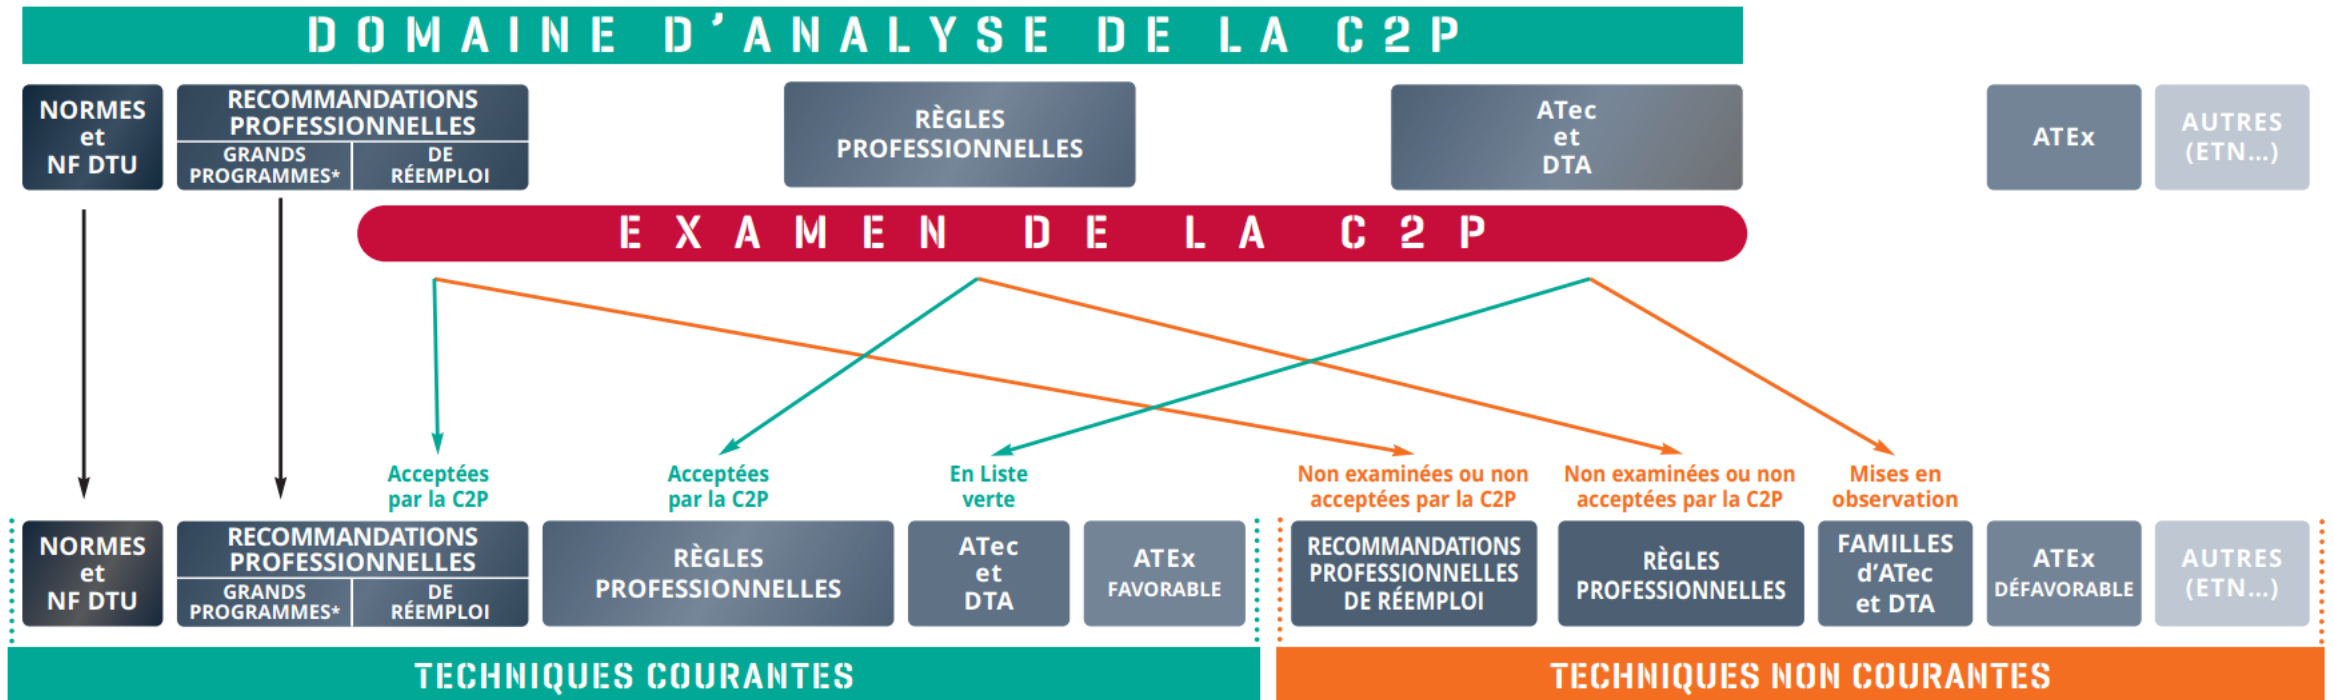 DOMAINE D'ANALYSE DE LA C2P
NORMES
et
NF DTU
RECOMMANDATIONS
PROFESSIONNELLES
GRANDS
PROGRAMMES*
DE
RÉEMPLOI
RÈGLES
PROFESSIONNELLES
ATec
et
DTA
ATEx
AUTRES
(ETN...)
EXAMEN DE LA C2P
Acceptées
par la C2P
Acceptées
par la C2P
En Liste
verte
Non examinées ou non
acceptées par la C2P
Non examinées ou non
acceptées par la C2P
Mises en
observation
NORMES
et
NF DTU
RECOMMANDATIONS
PROFESSIONNELLES
GRANDS
PROGRAMMES*
DE
RÉEMPLOI
RÈGLES
PROFESSIONNELLES
ATec
et
DTA
ATEx
FAVORABLE
RECOMMANDATIONS
PROFESSIONNELLES
DE RÉEMPLOI
RÈGLES
PROFESSIONNELLES
FAMILLES
d'ATec
et DTA
ATEx
DÉFAVORABLE
AUTRES
(ETN...)
TECHNIQUES COURANTES
TECHNIQUES NON COURANTES